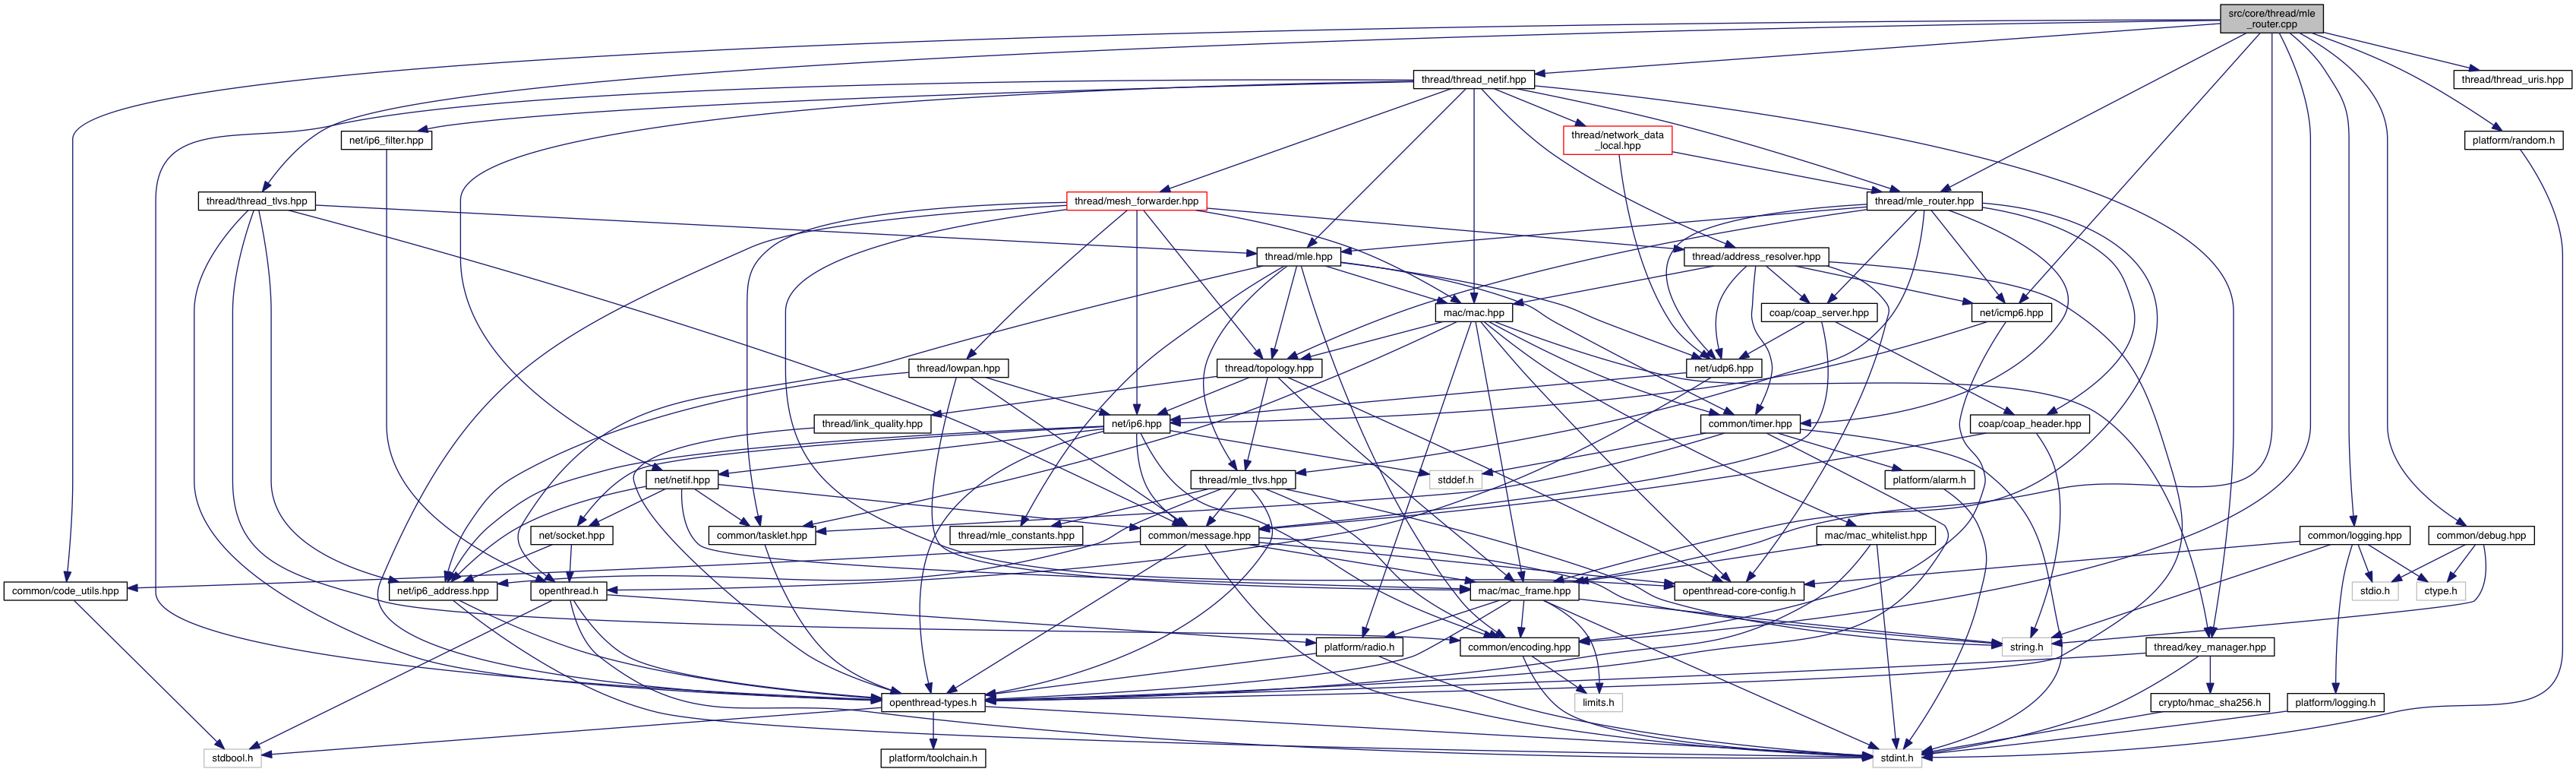 src/core/thread/mle
_router.cpp
thread/thread_netif.hpp
thread/thread_uris.hpp
net/ip6_filter.hpp
thread/network_data
_local.hpp
platform/random.h
thread/thread_tlvs.hpp
thread/mesh_forwarder.hpp
thread/mle_router.hpp
thread/mle.hpp
thread/address_resolver.hpp
mac/mac.hpp
coap/coap_server.hpp
net/icmp6.hpp
thread/lowpan.hpp
thread/topology.hpp
net/udp6.hpp
thread/link_quality.hpp
net/ip6.hpp
common/timer.hpp
coap/coap_header.hpp
net/netif.hpp
thread/mle_tlvs.hpp
stddef.h
platform/alarm.h
net/socket.hpp
common/tasklet.hpp
thread/mle_constants.hpp
common/message.hpp
mac/mac_whitelist.hpp
common/logging.hpp
common/debug.hpp
common/code_utils.hpp
net/ip6_address.hpp
openthread.h
mac/mac_frame.hpp
openthread-core-config.h
stdio.h
ctype.h
platform/radio.h
common/encoding.hpp
string.h
thread/key_manager.hpp
openthread-types.h
limits.h
crypto/hmac_sha256.h
platform/logging.h
stdbool.h
platform/toolchain.h
stdint.h